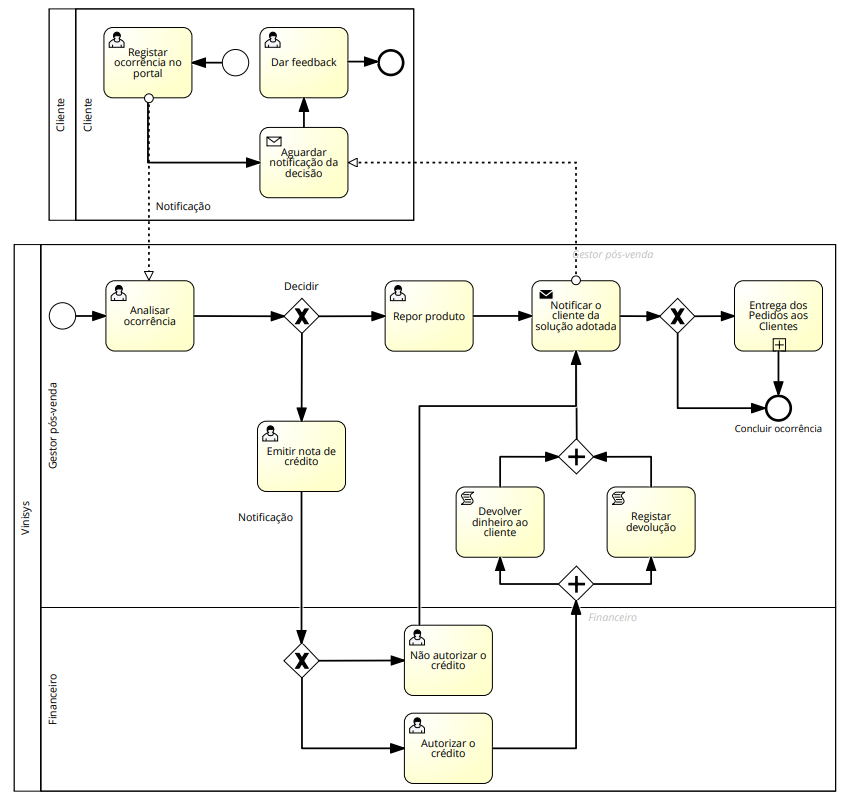 Cliente
Cliente
Registar
ocorrência no
portal
Dar feedback
Aguardar
notificação da
decisão
Notificação
Vinisys
Gestor pós-venda
Gestor pós-venda
Analisar
ocorrência
Decidir
Repor produto
Notificar o
cliente da
solução adotada
Entrega dos
Pedidos aos
Clientes
Concluir ocorrência
Emitir nota de
crédito
Notificação
Devolver
dinheiro ao
cliente
Registar
devolução
Financeiro
Financeiro
Não autorizar o
crédito
Autorizar o
crédito